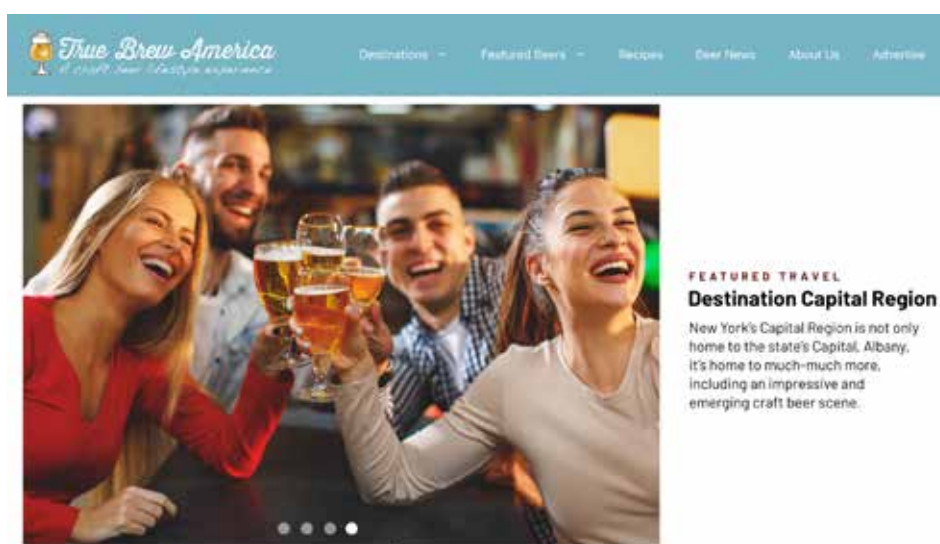 True Brew America
A craft beer lifestyle experience
Destinations
Featured Beers
Recipes
Beer News
About Us
Advertise
FEATURED TRAVEL
Destination Capital Region
New York's Capital Region is not only
home to the state's Capital, Albany,
it's home to much-much more,
including an impressive and
emerging craft beer scene.